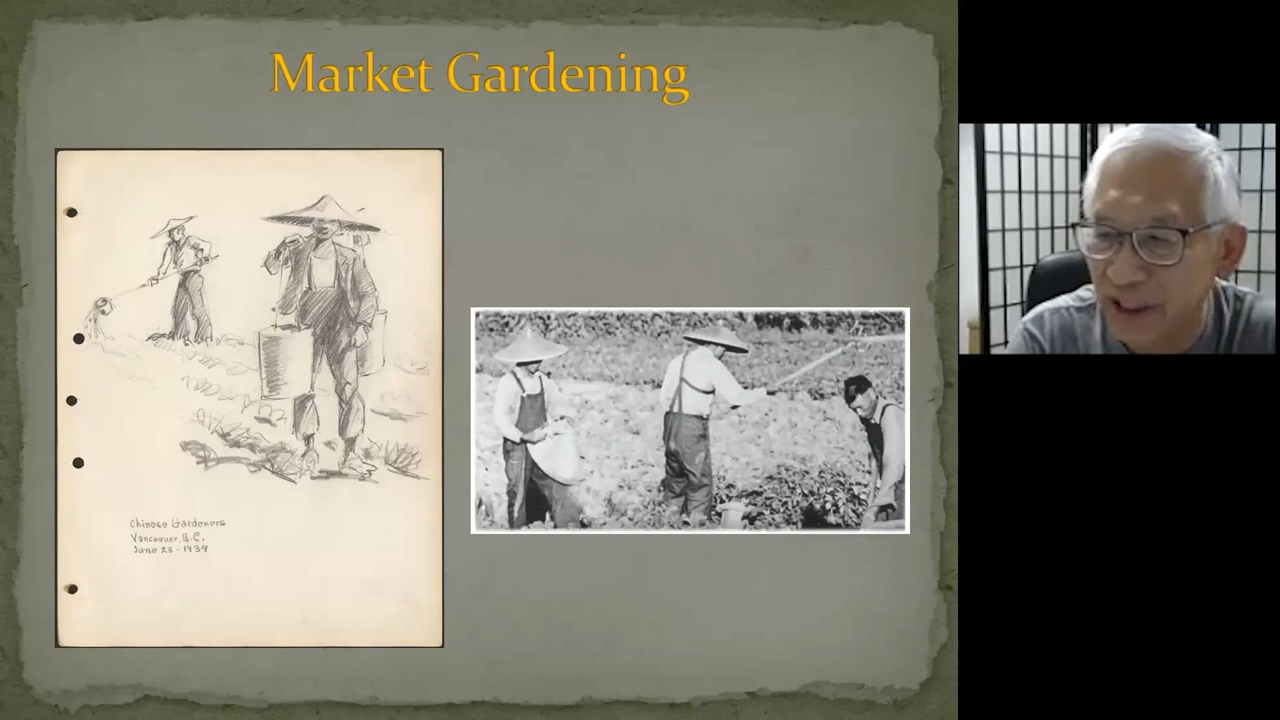 Market Gardening
Chinese Gardeners
Vancouver, B.C.
June 23 - 1934